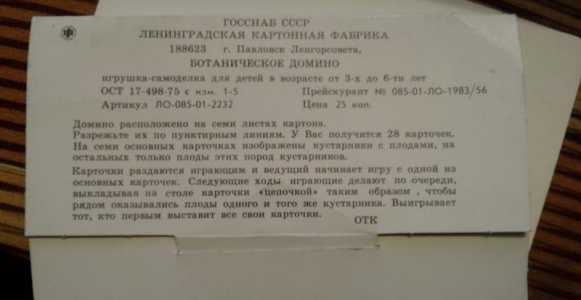 ГОССНАБ СССР
ЛЕНИНГРАДСКАЯ КАРТОННАЯ ФАБРИКА
188623 г. Павловск Ленгорсовета,
БОТАНИЧЕСКОЕ ДОМИНО
игрушка-самоделка для детей в возрасте от 3-х до 6-ти лет
ОСТ 17-498-75 с изм. 1-5 Прейскурант № 085-01-ЛО-1983/56
Артикул ЛО-085-01-2232 Цена 25 коп.
Домино расположено на семи листах картона.
Разрежьте их по пунктирным линиям. У Вас получится 28 карточек.
На семи основных карточках изображены кустарники с плодами, на
остальных только плоды этих пород кустарников.
Карточки раздаются играющим и ведущий начинает игру с одной из
основных карточек. Следующие ходы играющие делают по очереди,
выкладывая на столе карточки «цепочкой» таким образом, чтобы
рядом оказывались плоды одного и того же кустарника. Выигрывает
тот, кто первым выставит все свои карточки.
ОТК